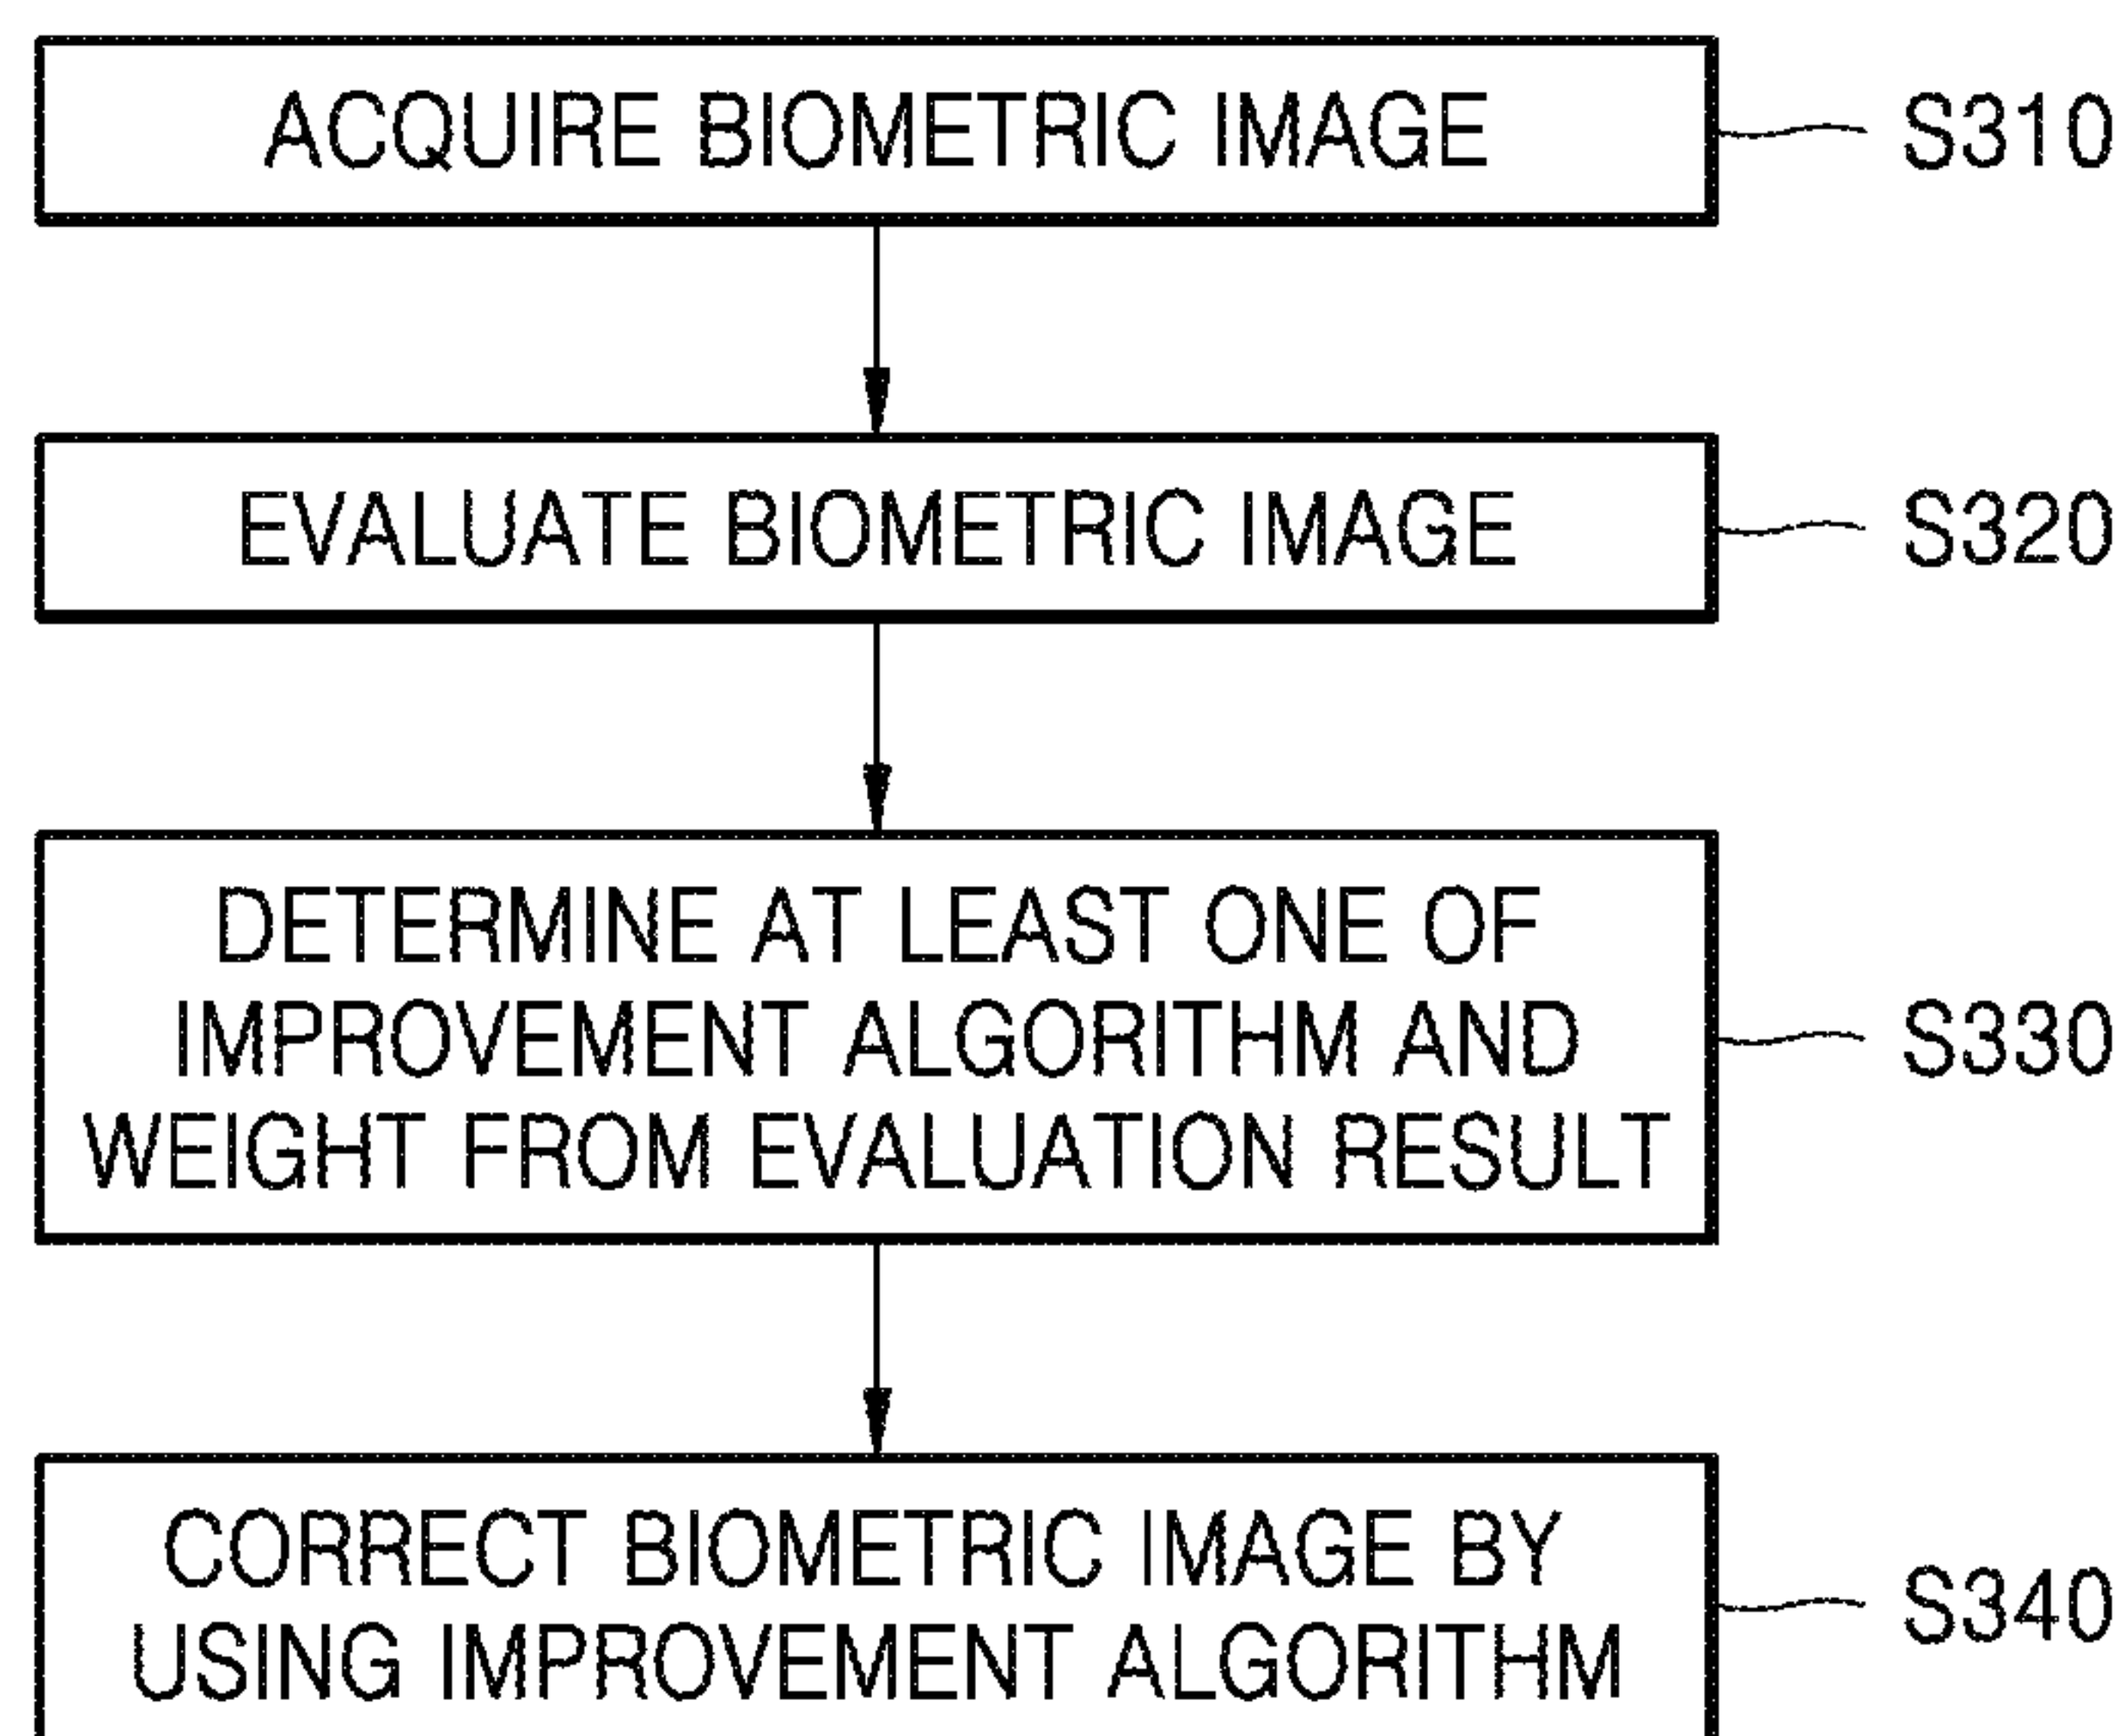 ACQUIRE BIOMETRIC IMAGE
S310
EVALUATE BIOMETRIC IMAGE
S320
DETERMINE AT LEAST ONE OF
IMPROVEMENT ALGORITHM AND
WEIGHT FROM EVALUATION RESULT
S330
CORRECT BIOMETRIC IMAGE BY
USING IMPROVEMENT ALGORITHM
S340